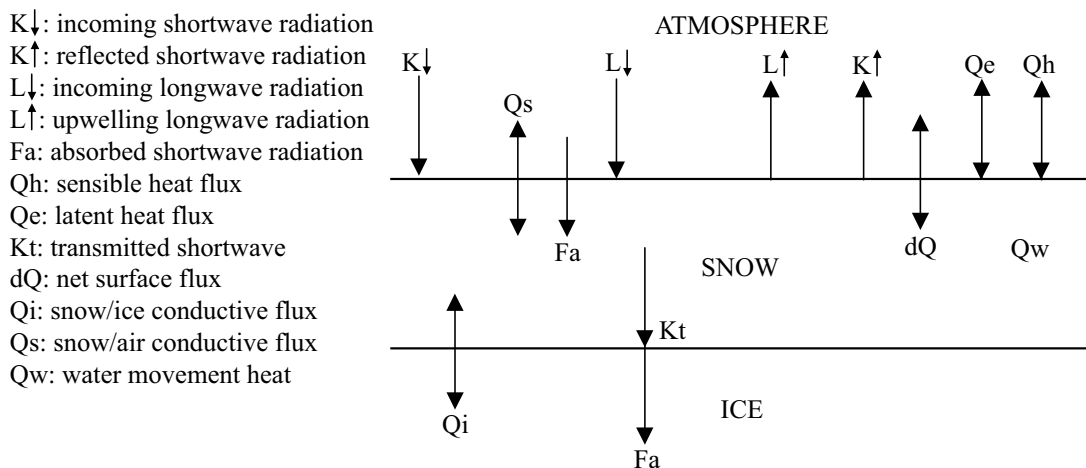 K↓: incoming shortwave radiation
K↑: reflected shortwave radiation
L↓: incoming longwave radiation
L↑: upwelling longwave radiation
Fa: absorbed shortwave radiation
Qh: sensible heat flux
Qe: latent heat flux
Kt: transmitted shortwave
dQ: net surface flux
Qi: snow/ice conductive flux
Qs: snow/air conductive flux
Qw: water movement heat
ATMOSPHERE
K↓ L↓ L↑ K↑ Qe Qh
Qs
Fa dQ Qw
SNOW
Kt
ICE
Qi
Fa